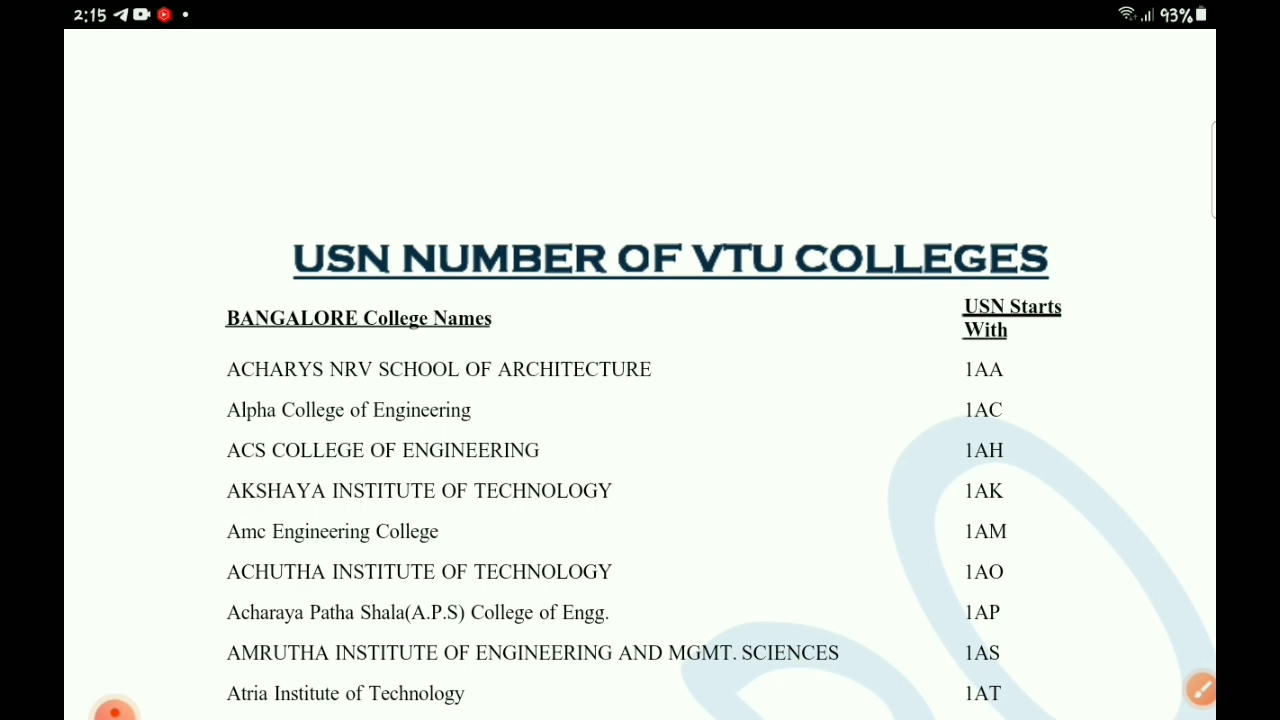 2:15
93%
USN NUMBER OF VTU COLLEGES
BANGALORE College Names USN Starts With
ACHARYS NRV SCHOOL OF ARCHITECTURE 1AA
Alpha College of Engineering 1AC
ACS COLLEGE OF ENGINEERING 1AH
AKSHAYA INSTITUTE OF TECHNOLOGY 1AK
Amc Engineering College 1AM
ACHUTHA INSTITUTE OF TECHNOLOGY 1AO
Acharaya Patha Shala(A.P.S) College of Engg. 1AP
AMRUTHA INSTITUTE OF ENGINEERING AND MGMT. SCIENCES 1AS
Atria Institute of Technology 1AT